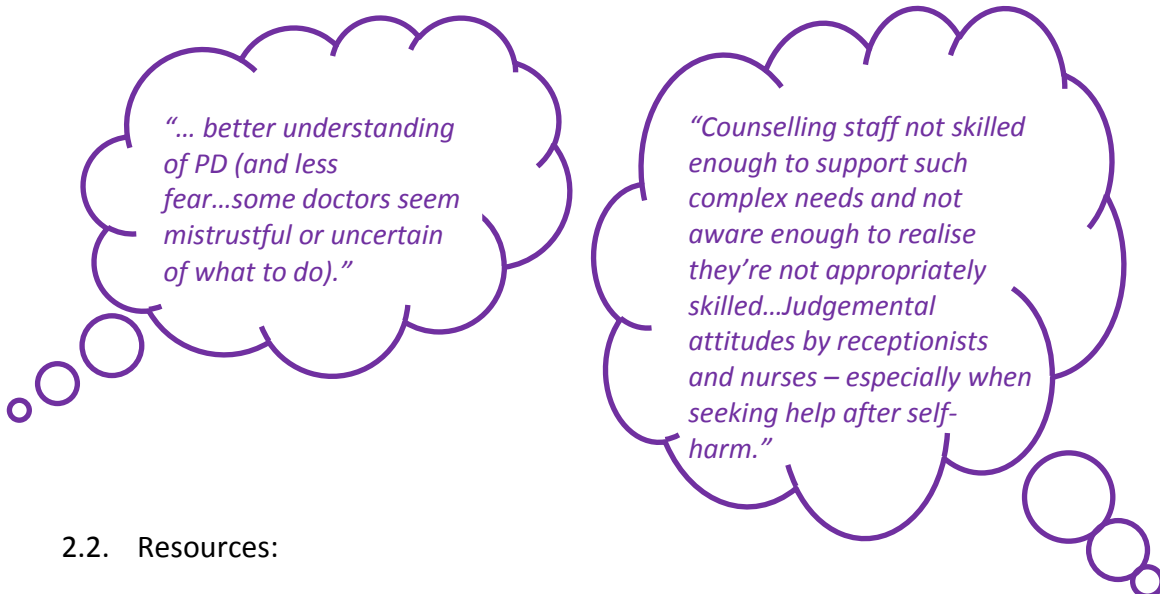 “… better understanding
of PD (and less
fear…some doctors seem
mistrustful or uncertain
of what to do).”
“Counselling staff not skilled
enough to support such
complex needs and not
aware enough to realise
they’re not appropriately
skilled…Judgemental
attitudes by receptionists
and nurses – especially when
seeking help after self-
harm.”
2.2. Resources: